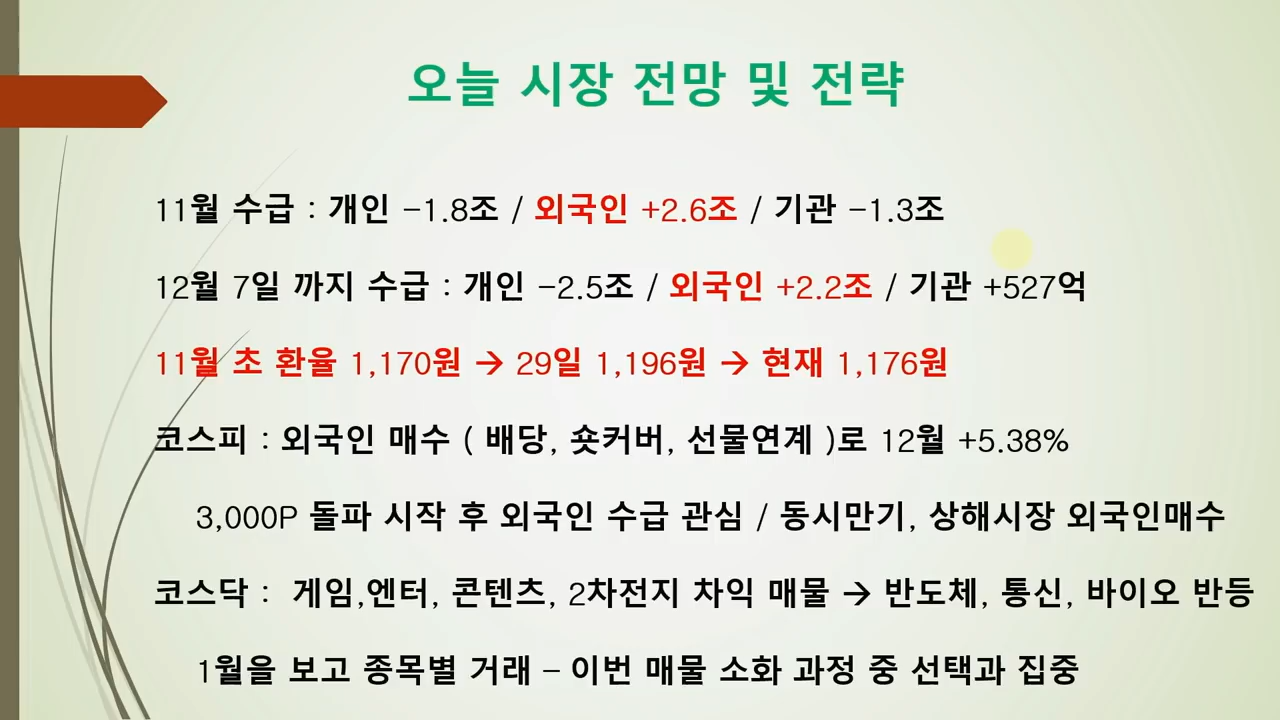 오늘 시장 전망 및 전략
11월 수급 : 개인 -1.8조 / 외국인 +2.6조 / 기관 -1.3조
12월 7일 까지 수급 : 개인 -2.5조 / 외국인 +2.2조 / 기관 +527억
11월 초 환율 1,170원 → 29일 1,196원 → 현재 1,176원
코스피 : 외국인 매수 ( 배당, 숏커버, 선물연계 )로 12월 +5.38%
3,000P 돌파 시작 후 외국인 수급 관심 / 동시만기, 상해시장 외국인매수
코스닥 : 게임,엔터, 콘텐츠, 2차전지 차익 매물 → 반도체, 통신, 바이오 반등
1월을 보고 종목별 거래 – 이번 매물 소화 과정 중 선택과 집중